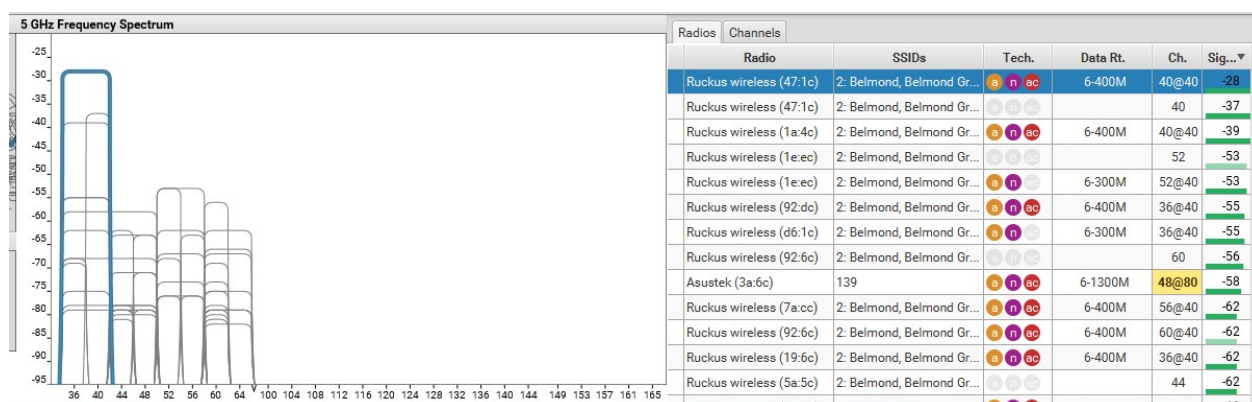 5 GHz Frequency Spectrum
-25
-30
-35
-40
-45
-50
-55
-60
-65
-70
-75
-80
-85
-90
-95
36 40 44 48 52 56 60 64 100 104 108 112 116 120 124 128 132 136 140 144 149 153 157 161 165
Radios Channels
Radio SSIDs Tech. Data Rt. Ch. Sig...
Ruckus wireless (47:1c) 2: Belmond, Belmond Gr... a n ac 6-400M 40@40 -28
Ruckus wireless (47:1c) 2: Belmond, Belmond Gr... a n ac 40 -37
Ruckus wireless (1a:4c) 2: Belmond, Belmond Gr... a n ac 6-400M 40@40 -39
Ruckus wireless (1e:ec) 2: Belmond, Belmond Gr... a n ac 52 -53
Ruckus wireless (1e:ec) 2: Belmond, Belmond Gr... a n ac 6-300M 52@40 -53
Ruckus wireless (92:dc) 2: Belmond, Belmond Gr... a n ac 6-400M 36@40 -55
Ruckus wireless (d6:1c) 2: Belmond, Belmond Gr... a n ac 6-300M 36@40 -55
Ruckus wireless (92:6c) 2: Belmond, Belmond Gr... a n ac 60 -56
Asustek (3a:6c) 139 a n ac 6-1300M 48@80 -58
Ruckus wireless (7a:cc) 2: Belmond, Belmond Gr... a n ac 6-400M 56@40 -62
Ruckus wireless (92:6c) 2: Belmond, Belmond Gr... a n ac 6-400M 60@40 -62
Ruckus wireless (19:6c) 2: Belmond, Belmond Gr... a n ac 6-400M 36@40 -62
Ruckus wireless (5a:5c) 2: Belmond, Belmond Gr... a n ac 44 -62